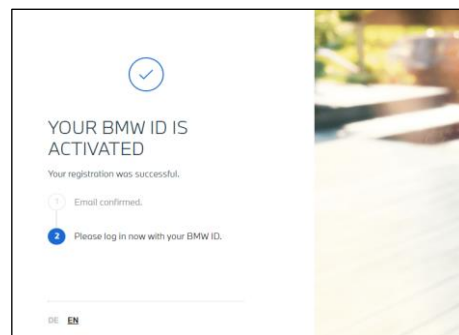 YOUR BMW ID IS
ACTIVATED
Your registration was successful.
1 Email confirmed.
2 Please log in now with your BMW ID.
DE EN